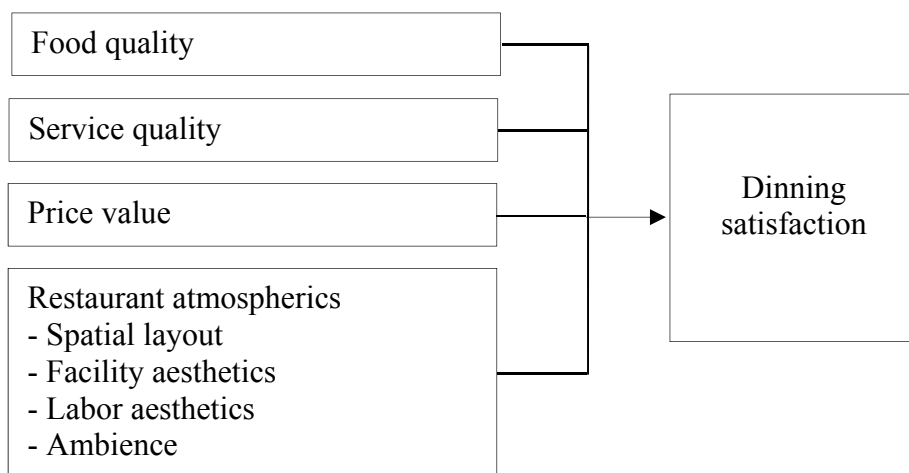 Food quality
Service quality
Price value
Restaurant atmospherics
- Spatial layout
- Facility aesthetics
- Labor aesthetics
- Ambience
Dinning
satisfaction